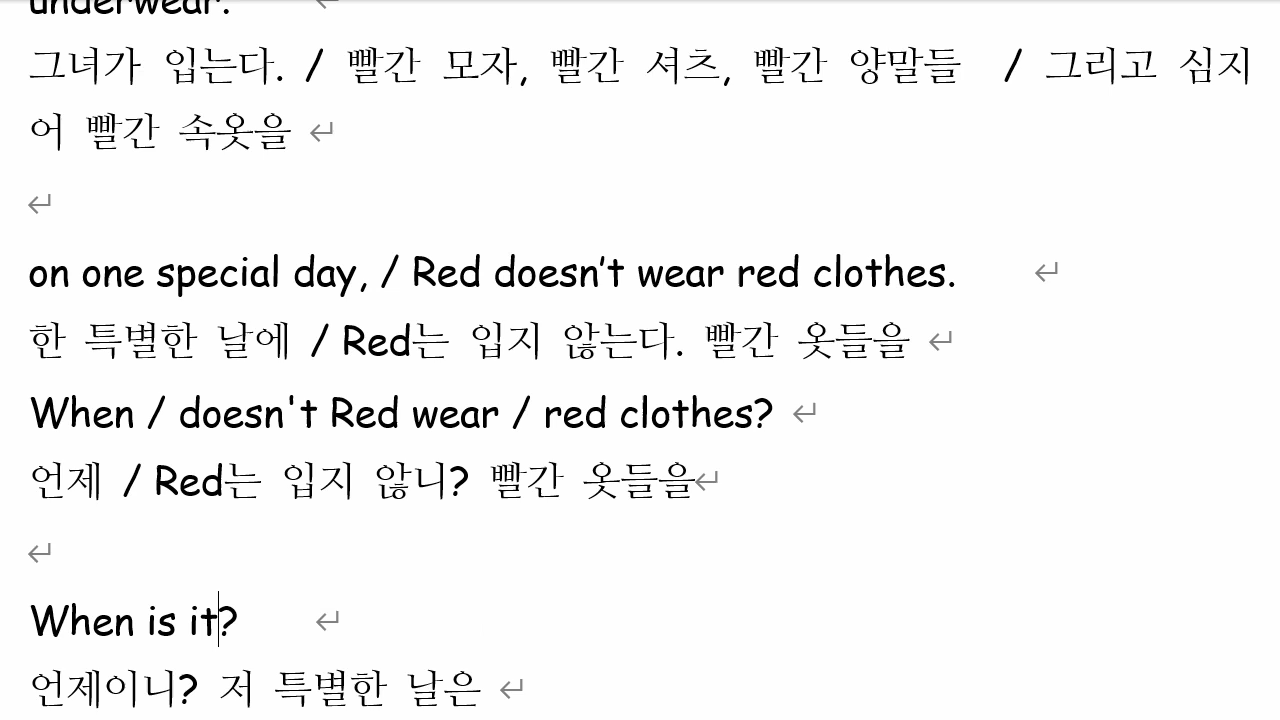 underwear.
그녀가 입는다. / 빨간 모자, 빨간 셔츠, 빨간 양말들 / 그리고 심지
어 빨간 속옷을
on one special day, / Red doesn’t wear red clothes.
한 특별한 날에 / Red는 입지 않는다. 빨간 옷들을
When / doesn't Red wear / red clothes?
언제 / Red는 입지 않니? 빨간 옷들을
When is it?
언제이니? 저 특별한 날은